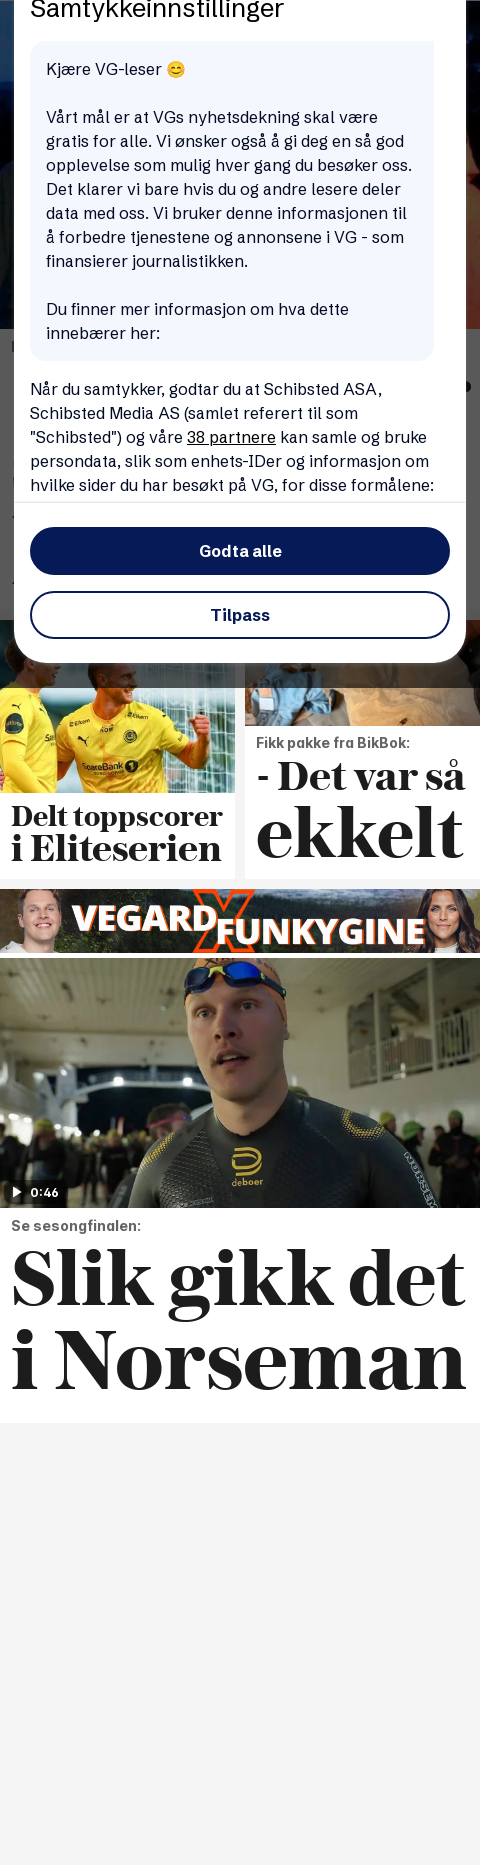 Samtykkeinnstillinger
Kjære VG-leser 😊
Vårt mål er at VGs nyhetsdekning skal være
gratis for alle. Vi ønsker også å gi deg en så god
opplevelse som mulig hver gang du besøker oss.
Det klarer vi bare hvis du og andre lesere deler
data med oss. Vi bruker denne informasjonen til
å forbedre tjenestene og annonsene i VG - som
finansierer journalistikken.
Du finner mer informasjon om hva dette
innebærer her:
Når du samtykker, godtar du at Schibsted ASA,
Schibsted Media AS (samlet referert til som
"Schibsted") og våre 38 partnere kan samle og bruke
persondata, slik som enhets-IDer og informasjon om
hvilke sider du har besøkt på VG, for disse formålene:
Godta alle
Tilpass
SpareBank
Delt toppscorer
i Eliteserien
Fikk pakke fra BikBok:
- Det var så
ekkelt
VEGARD X FUNKYGINE
deboer
NORSEM
0:46
Se sesongfinalen:
Slik gikk det
i Norseman